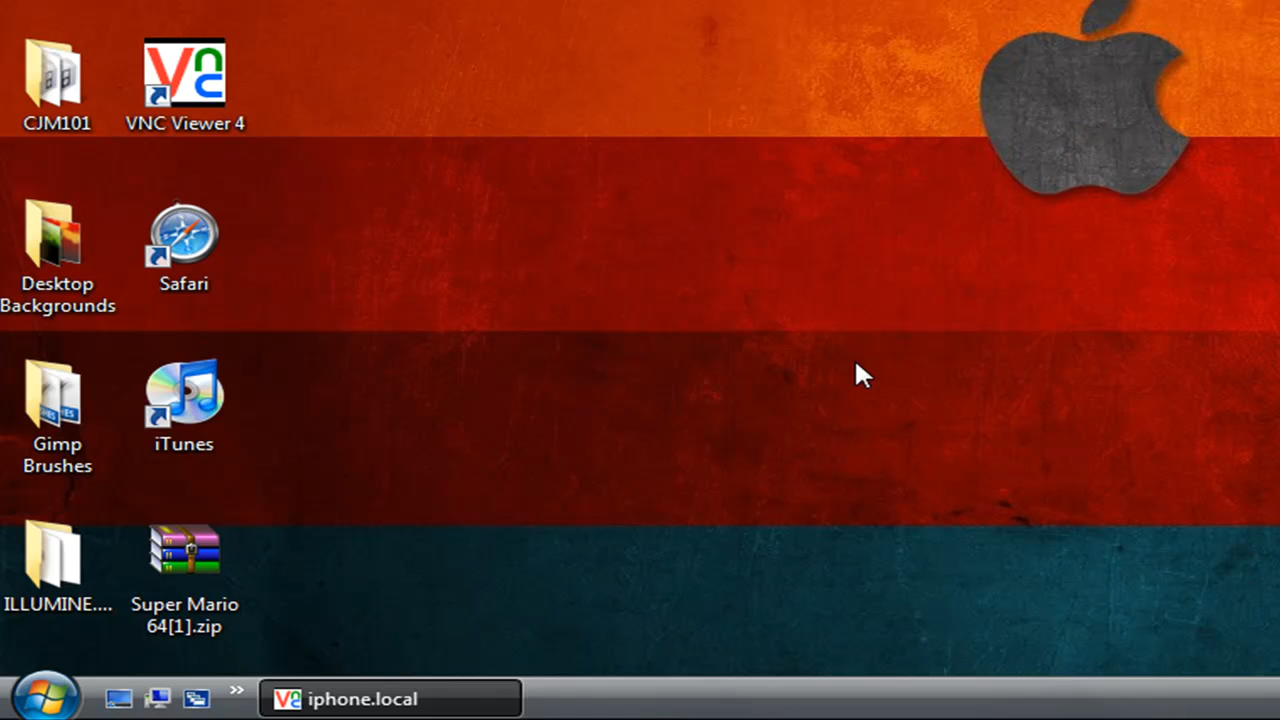 CJM101
VNC Viewer 4
Desktop
Backgrounds
Safari
Gimp
Brushes
iTunes
ILLUMINE....
Super Mario
64[1].zip
iphone.local